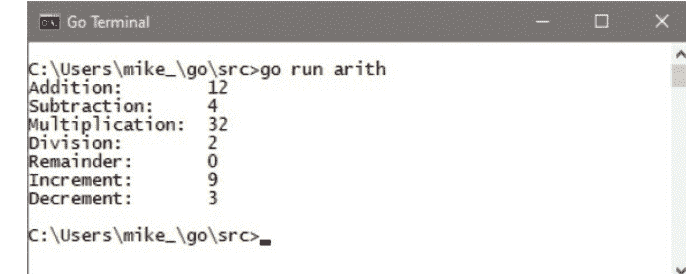 Go Terminal
C:\Users\mike_\go\src>go run arith
Addition: 12
Subtraction: 4
Multiplication: 32
Division: 2
Remainder: 0
Increment: 9
Decrement: 3
C:\Users\mike_\go\src>